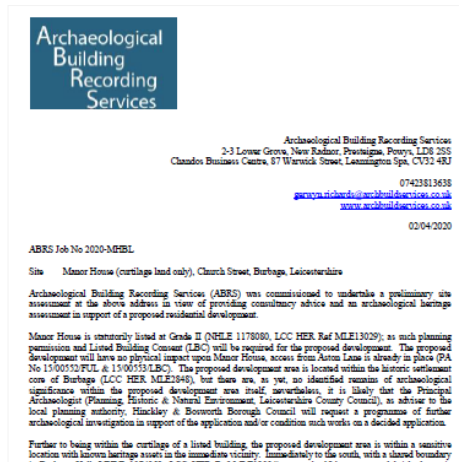 Archaeological
Building
Recording
Services
Archaeological Building Recording Services
2-3 Lower Grove, New Radnor, Presteigne, Powys, LD8 2SS
Chandos Business Centre, 87 Warwick Street, Leamington Spa, CV32 4RJ
07423813638
gerwyn.richards@archbuildservices.co.uk
www.archbuildservices.co.uk
02/04/2020
ABRS Job No 2020-MHBL
Site Manor House (curtilage land only), Church Street, Burbage, Leicestershire
Archaeological Building Recording Services (ABRS) was commissioned to undertake a preliminary site
assessment at the above address in view of providing consultancy advice and an archaeological heritage
assessment in support of a proposed residential development.
Manor House is statutorily listed at Grade II (NHLE 1178080, LCC HER Ref MLE13029); as such planning
permission and Listed Building Consent (LBC) will be required for the proposed development. The proposed
development will have no physical impact upon Manor House, access from Aston Lane is already in place (PA
No 15/00552/FUL & 15/00553/LBC). The proposed development area is located within the historic settlement
core of Burbage (LCC HER MLE2848), but there are, as yet, no identified remains of archaeological
significance within the proposed development area itself, nevertheless, it is likely that the Principal
Archaeologist (Planning, Historic & Natural Environment, Leicestershire County Council), as adviser to the
local planning authority, Hinckley & Bosworth Borough Council will request a programme of further
archaeological investigation in support of the application and/or condition such works on a decided application.
Further to being within the curtilage of a listed building, the proposed development area is within a sensitive
location with known heritage assets in the immediate vicinity. Immediately to the south, with a shared boundary